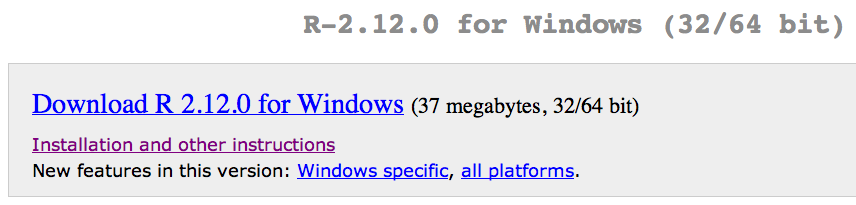 R-2.12.0 for Windows (32/64 bit)
Download R 2.12.0 for Windows (37 megabytes, 32/64 bit)
Installation and other instructions
New features in this version: Windows specific, all platforms.